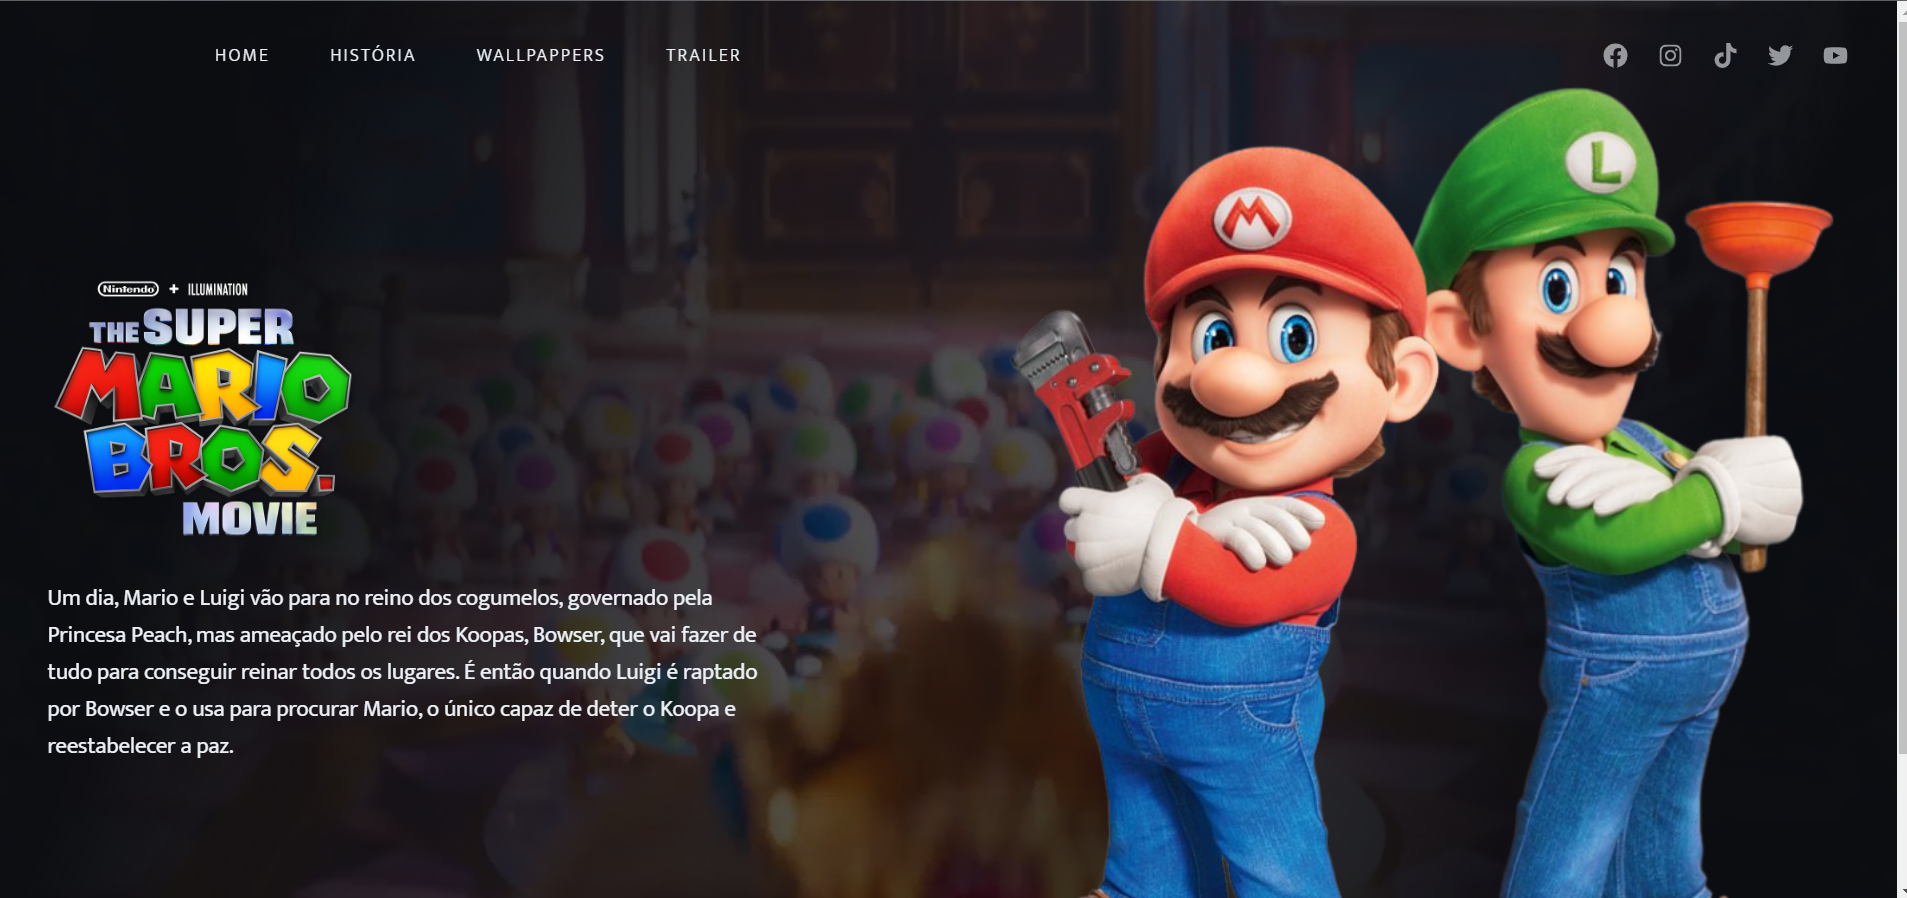 HOME HISTÓRIA WALLPAPPERS TRAILER
Nintendo + ILLUMINATION
THE SUPER
MARIO
BROS.
MOVIE
M
L
Um dia, Mario e Luigi vão para no reino dos cogumelos, governado pela
Princesa Peach, mas ameaçado pelo rei dos Koopas, Bowser, que vai fazer de
tudo para conseguir reinar todos os lugares. É então quando Luigi é raptado
por Bowser e o usa para procurar Mario, o único capaz de deter o Koopa e
reestabelecer a paz.